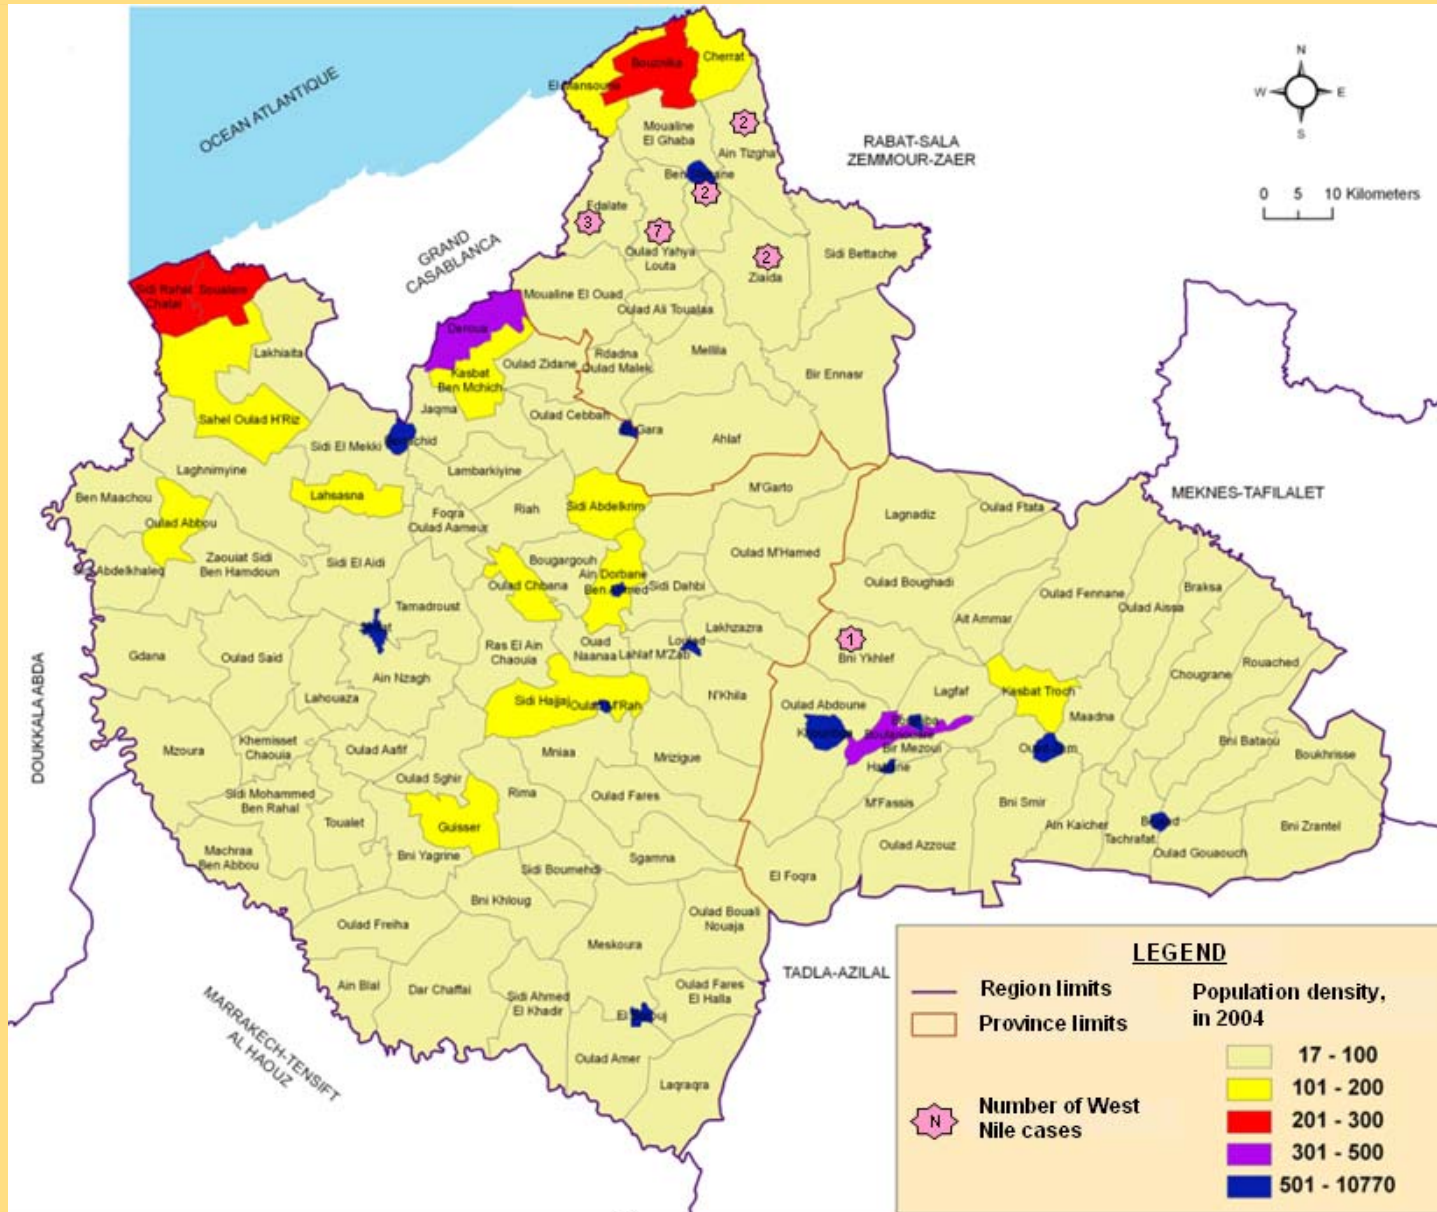 N
W
E
S
0 5 10 Kilometers
OCEAN ATLANTIQUE
GRAND
CASABLANCA
RABAT-SALA
ZEMMOUR-ZAER
MEKNES-TAFILALET
DOUKKALA ABDA
MARRAKECH-TENSIFT
AL HAOUZ
TADLA-AZILAL
Cherrat
Bouznika
Moualine
El Ghaba
2
Ain Tizgha
2
Edalate
3
7
Oulad Yahya
Louta
2
Ziaida
Sidi Bettache
Moualine El Ouad
Oulad Ali Toualaa
Sidi Rahal
Soualem
Lakhiaita
Kasbat
Ben Mchich
Oulad Zidane
Rdadna
Oulad Malek
Mellila
Bir Ennasr
Jaqma
Oulad Cebbah
Gara
Ahlaf
Sahel Oulad H'Riz
Sidi El Mekki
Laghnimyine
Lambarkiyine
Ben Maachou
Oulad Abbou
Lahsasna
Foqra
Oulad Aameur
Riah
Sidi Abdelkrim
M'Garto
Lagnadiz
Oulad Ftata
Abdelkhaleq
Zaouiat Sidi
Ben Hamdoun
Sidi El Aidi
Bougargouh
Oulad Chbana
Ain Dorbane
Sidi Dahbi
Oulad M'Hamed
Oulad Boughadi
Oulad Fennane
Oulad Aissa
Braksa
Ait Ammar
Tamadroust
Gdana
Oulad Said
Ain Nzagh
Ras El Ain
Chaouia
Ouad
Naanaa
Lahlaf M'Zab
Lakhzazra
1
Bni Ykhlef
Lagfaf
Kasbat Troch
Chougrane
Rouached
Lahouaza
Sidi Hajjaj
N'Khila
Oulad Abdoune
Bir Mezoui
Maadna
Bni Bataou
Boukhrisse
Mzoura
Khemisset
Chaouia
Oulad Aafif
Mniaa
Mrizigue
Oulad Sghir
Sidi Mohammed
Ben Rahal
Toualet
Guisser
Rima
Oulad Fares
M'Fassis
Bni Smir
Ain Kaicher
Tachrafat
Oulad Gouaouch
Bni Zrantel
Machraa
Ben Abbou
Bni Yagrine
Sidi Boumehdi
Sgamna
Oulad Azzouz
El Foqra
Bni Khloug
Oulad Freiha
Meskoura
Oulad Bouali
Nouaja
Ain Blal
Dar Chaffai
Sidi Ahmed
El Khadir
Oulad Fares
El Halla
Oulad Amer
Laqraqra
LEGEND
Region limits
Province limits
N
Number of West
Nile cases
Population density,
in 2004
17 - 100
101 - 200
201 - 300
301 - 500
501 - 10770